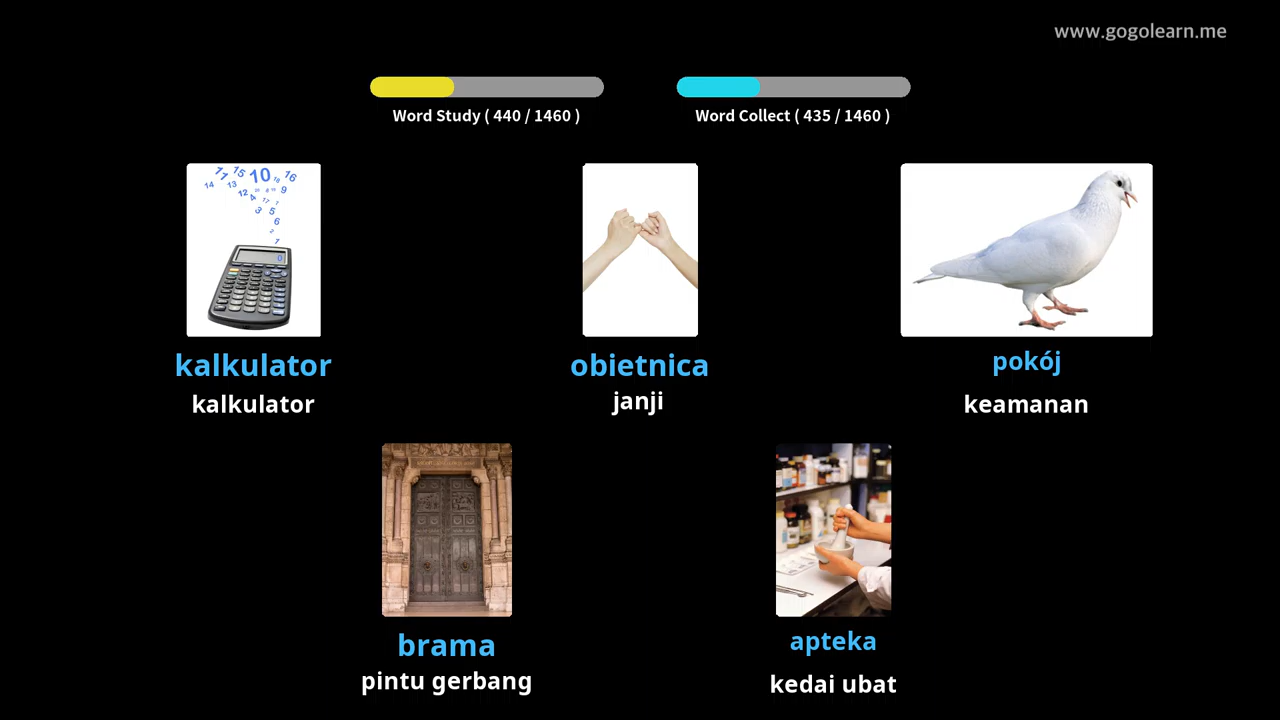 www.gogolearn.me
Word Study ( 440 / 1460 )
Word Collect ( 435 / 1460 )
kalkulator
kalkulator
obietnica
janji
pokój
keamanan
brama
pintu gerbang
apteka
kedai ubat